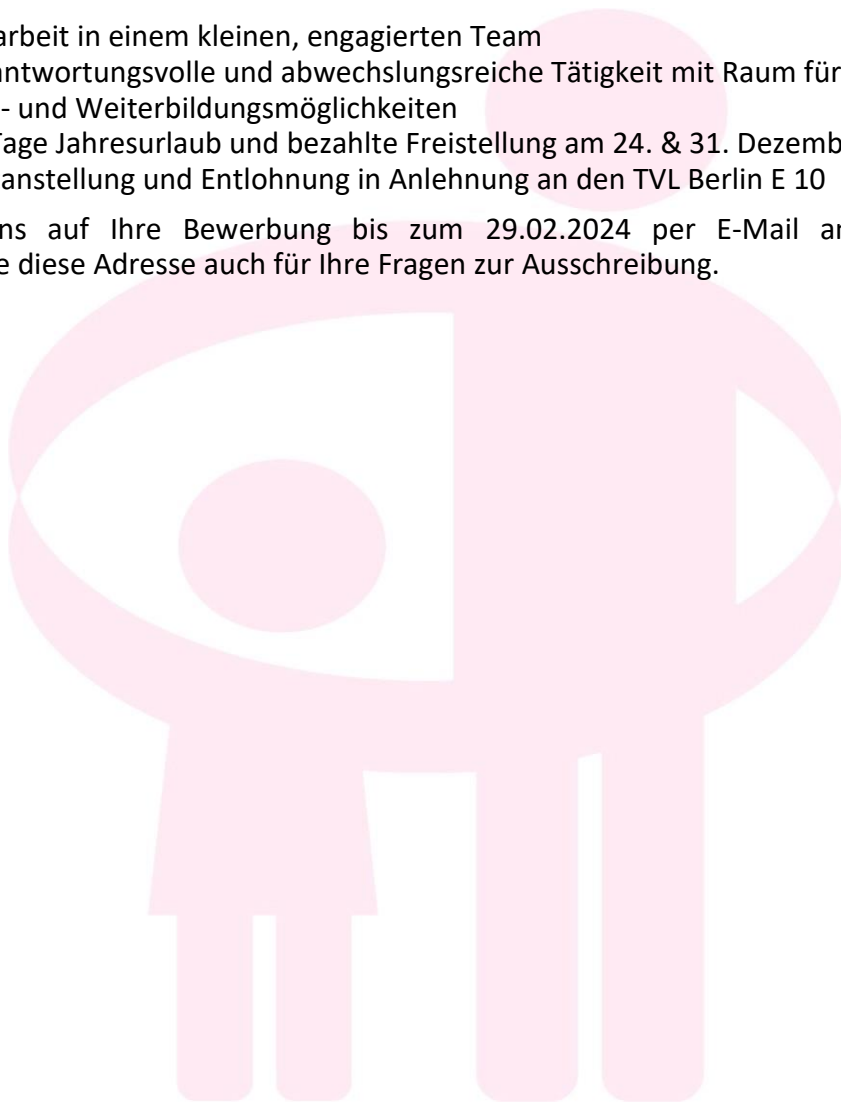 arbeit in einem kleinen, engagierten Team
antwortungsvolle und abwechslungsreiche Tätigkeit mit Raum für
- und Weiterbildungsmöglichkeiten
Tage Jahresurlaub und bezahlte Freistellung am 24. & 31. Dezemb
anstellung und Entlohnung in Anlehnung an den TVL Berlin E 10
ns auf Ihre Bewerbung bis zum 29.02.2024 per E-Mail an
e diese Adresse auch für Ihre Fragen zur Ausschreibung.